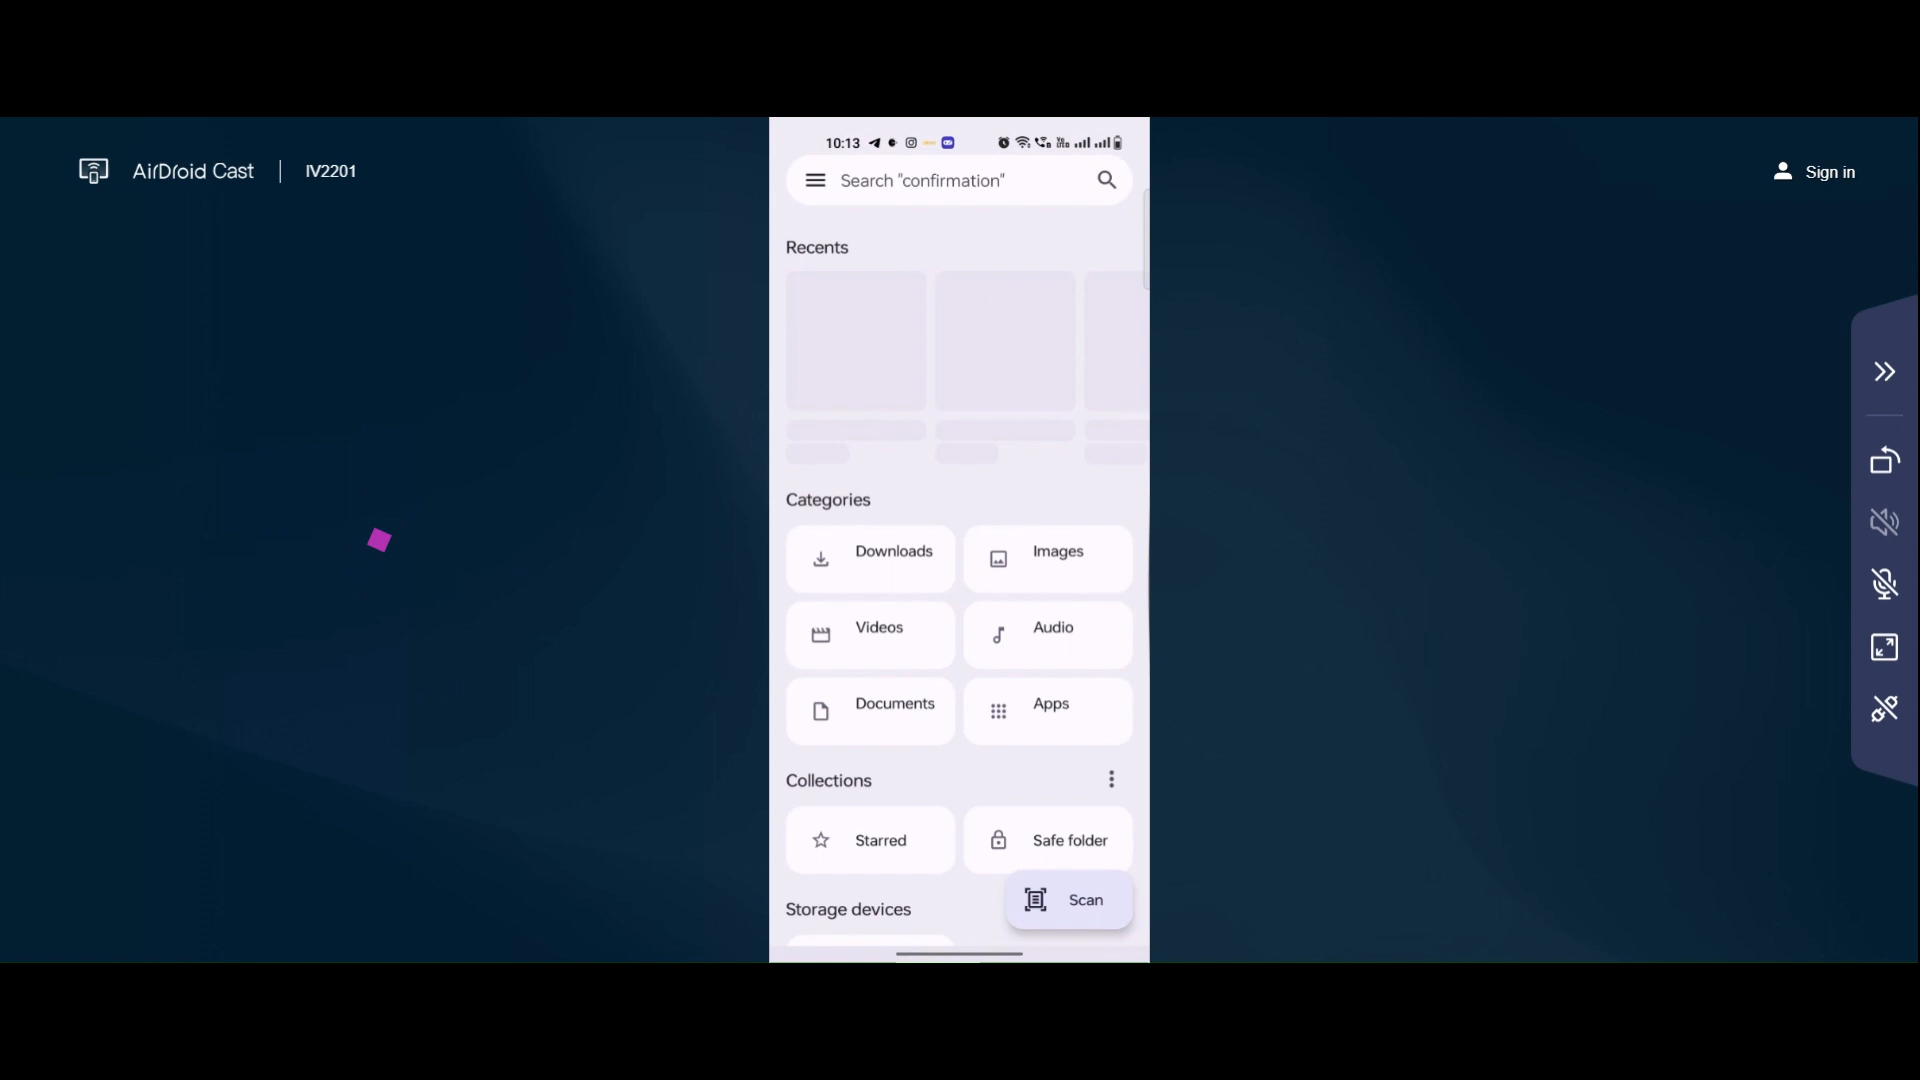 AirDroid Cast | IV2201
Sign in
10:13
Search "confirmation"
Recents
Categories
Downloads
Images
Videos
Audio
Documents
Apps
Collections
Starred
Safe folder
Storage devices
Scan